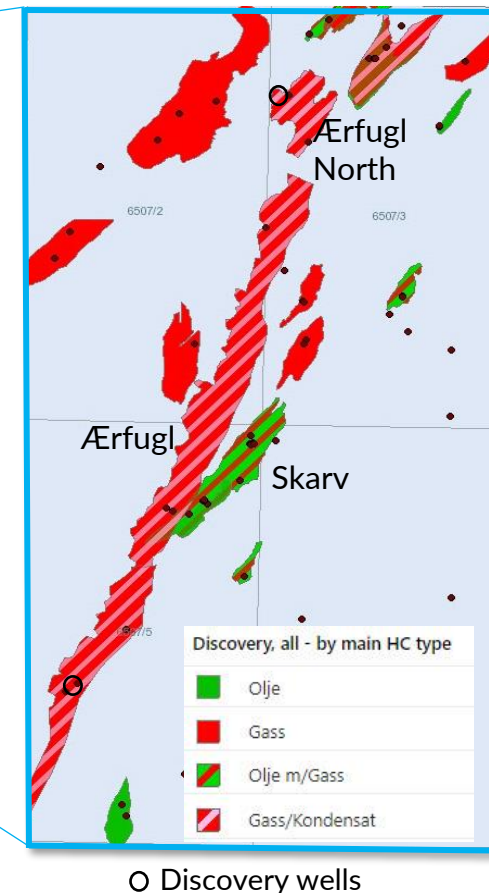 Ærfugl
North
6507/2
6507/3
Ærfugl
Skarv
6507/5
Discovery, all - by main HC type
Olje
Gass
Olje m/Gass
Gass/Kondensat
Discovery wells